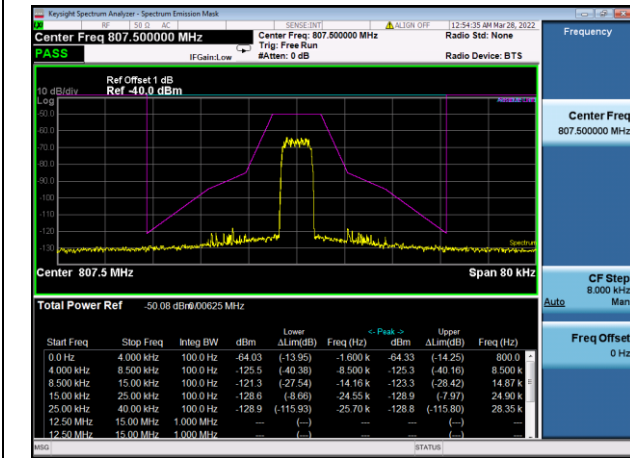 Keysight Spectrum Analyzer - Spectrum Emission Mask
RF 50 Ω AC SENSE:INT ALIGN OFF 12:54:35 AM Mar 28, 2022
Center Freq 807.500000 MHz Center Freq: 807.500000 MHz Radio Std: None
Trig: Free Run
PASS IFGain:Low #Atten: 0 dB Radio Device: BTS
Ref Offset 1 dB
10 dB/div Ref -40.0 dBm
Log
-60.0
-80.0
-90.0
-100
-110
-120
-130
Spectrum
Center 807.5 MHz Span 80 kHz
Total Power Ref -50.08 dBm/0.00625 MHz
Lower <- Peak -> Upper
Start Freq Stop Freq Integ BW dBm ΔLim(dB) Freq (Hz) dBm ΔLim(dB) Freq (Hz)
0.0 Hz 4.000 kHz 100.0 Hz -64.03 (-13.95) -1.600 k -64.33 (-14.25) 800.0
4.000 kHz 8.500 kHz 100.0 Hz -125.5 (-40.38) -8.500 k -125.3 (-40.16) 8.500 k
8.500 kHz 15.00 kHz 100.0 Hz -121.3 (-27.54) -14.16 k -123.3 (-28.42) 14.87 k
15.00 kHz 25.00 kHz 100.0 Hz -128.6 (-8.66) -24.55 k -128.9 (-7.97) 24.90 k
25.00 kHz 40.00 kHz 100.0 Hz -128.9 (-115.93) -25.70 k -128.8 (-115.80) 28.35 k
12.50 MHz 15.00 MHz 1.000 MHz --- (---) --- (---)
12.50 MHz 15.00 MHz 1.000 MHz --- (---) --- (---)
MSG STATUS
Frequency
Center Freq
807.500000 MHz
CF Step
8.000 kHz
Auto Man
Freq Offset
0 Hz